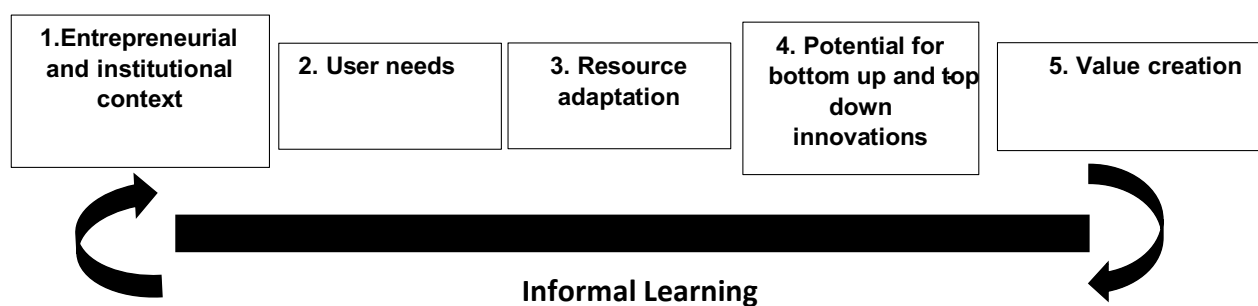 1.Entrepreneurial
and institutional
context
2. User needs
3. Resource
adaptation
4. Potential for
bottom up and top
down
innovations
5. Value creation
Informal Learning